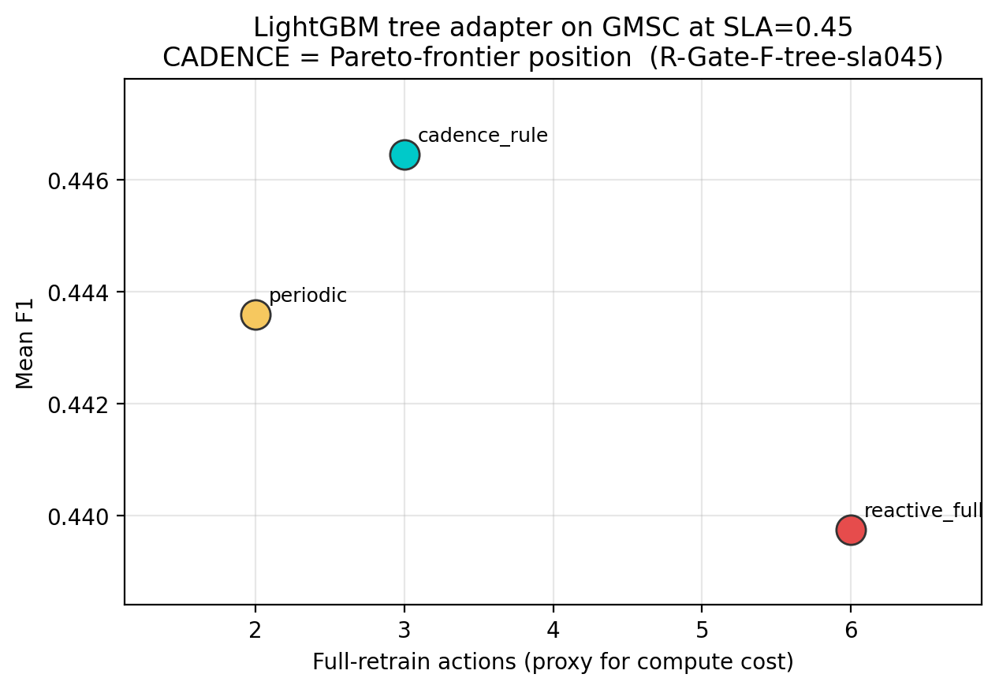 LightGBM tree adapter on GMSC at SLA=0.45
CADENCE = Pareto-frontier position  (R-Gate-F-tree-sla045)
cadence_rule
0.446
periodic
0.444
Mean F1
0.442
reactive_full
0.440
2 3 4 5 6
Full-retrain actions (proxy for compute cost)